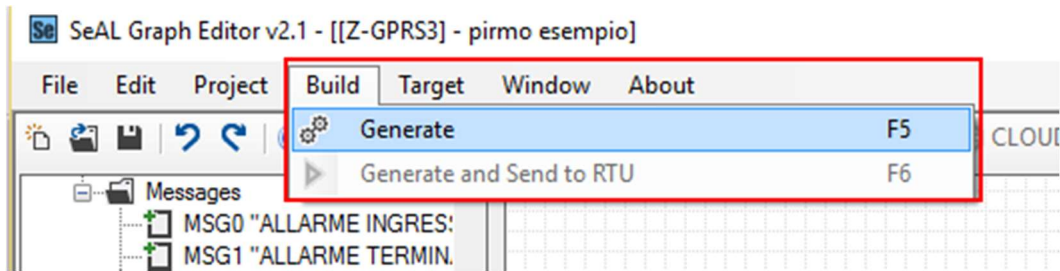 Se SeAL Graph Editor v2.1 - [[Z-GPRS3] - pirmo esempio]
File Edit Project Build Target Window About
Generate F5
CLOUD
Generate and Send to RTU F6
Messages
MSG0 "ALLARME INGRES
MSG1 "ALLARME TERMIN.